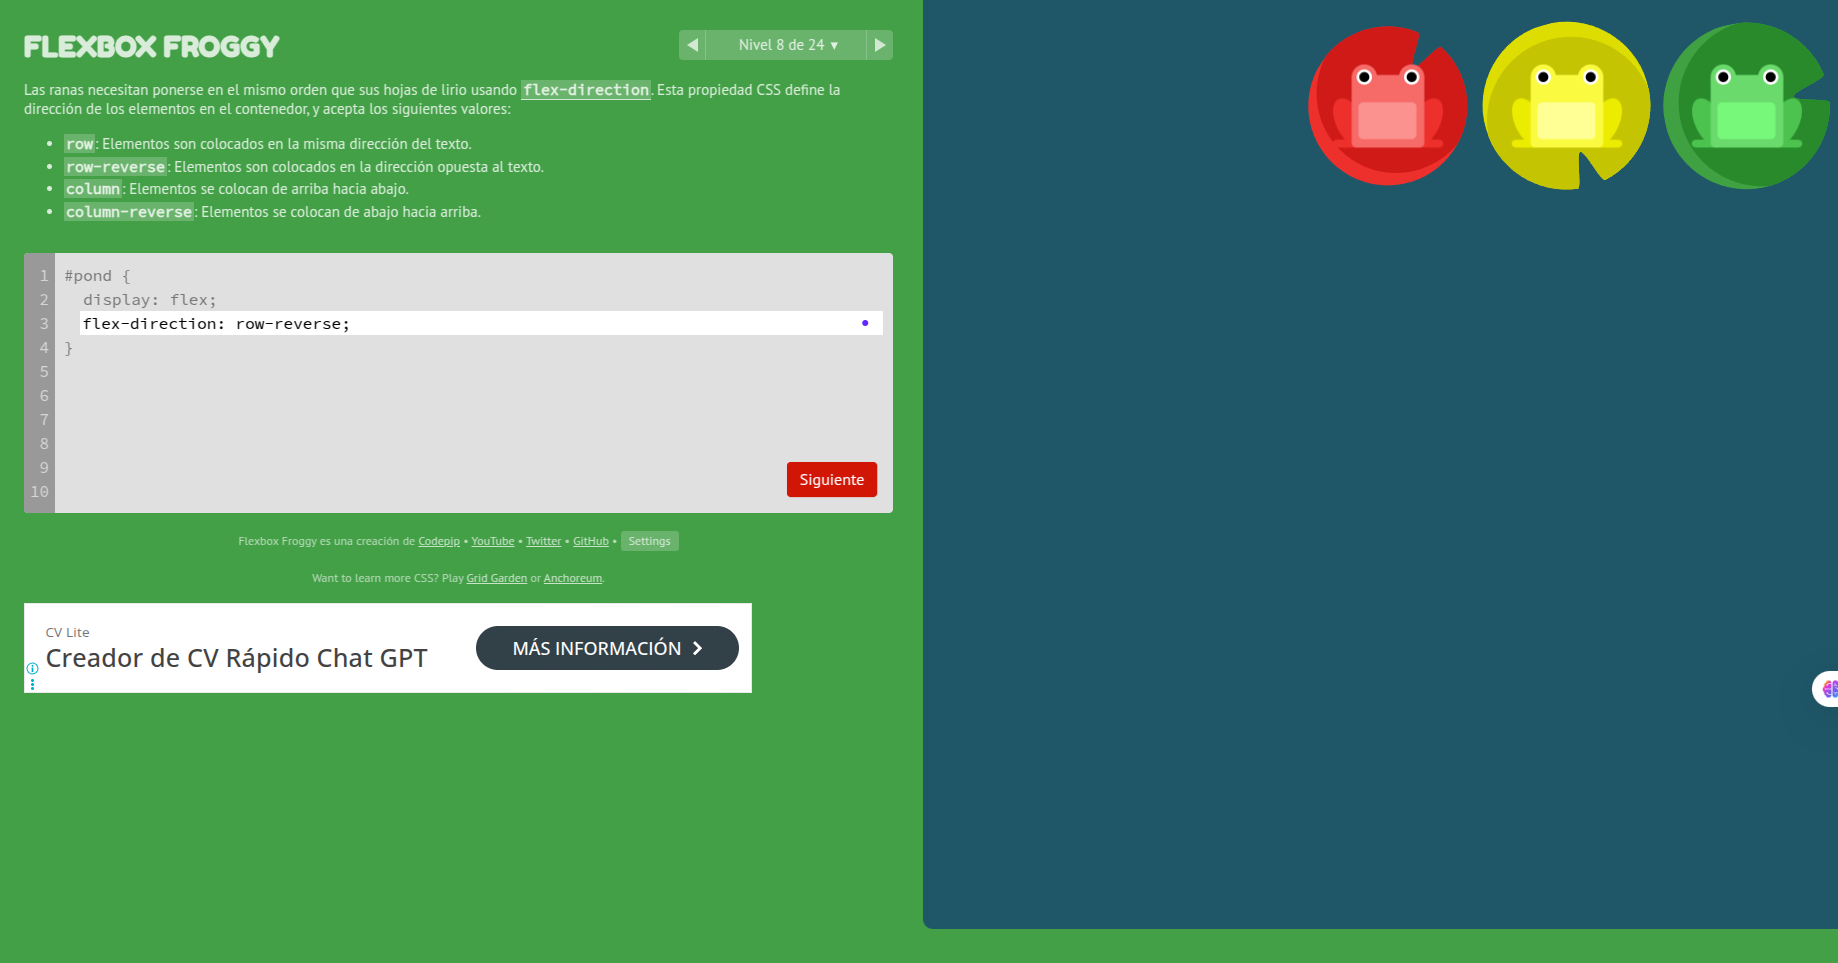 FLEXBOX FROGGY
◀ Nivel 8 de 24 ▾ ▶
Las ranas necesitan ponerse en el mismo orden que sus hojas de lirio usando flex-direction. Esta propiedad CSS define la
dirección de los elementos en el contenedor, y acepta los siguientes valores:
• row: Elementos son colocados en la misma dirección del texto.
• row-reverse: Elementos son colocados en la dirección opuesta al texto.
• column: Elementos se colocan de arriba hacia abajo.
• column-reverse: Elementos se colocan de abajo hacia arriba.
1 #pond {
2 display: flex;
3 flex-direction: row-reverse;
4 }
5
6
7
8
9
10
Siguiente
Flexbox Froggy es una creación de Codepip • YouTube • Twitter • GitHub • Settings
Want to learn more CSS? Play Grid Garden or Anchoreum.
CV Lite
Creador de CV Rápido Chat GPT
MÁS INFORMACIÓN